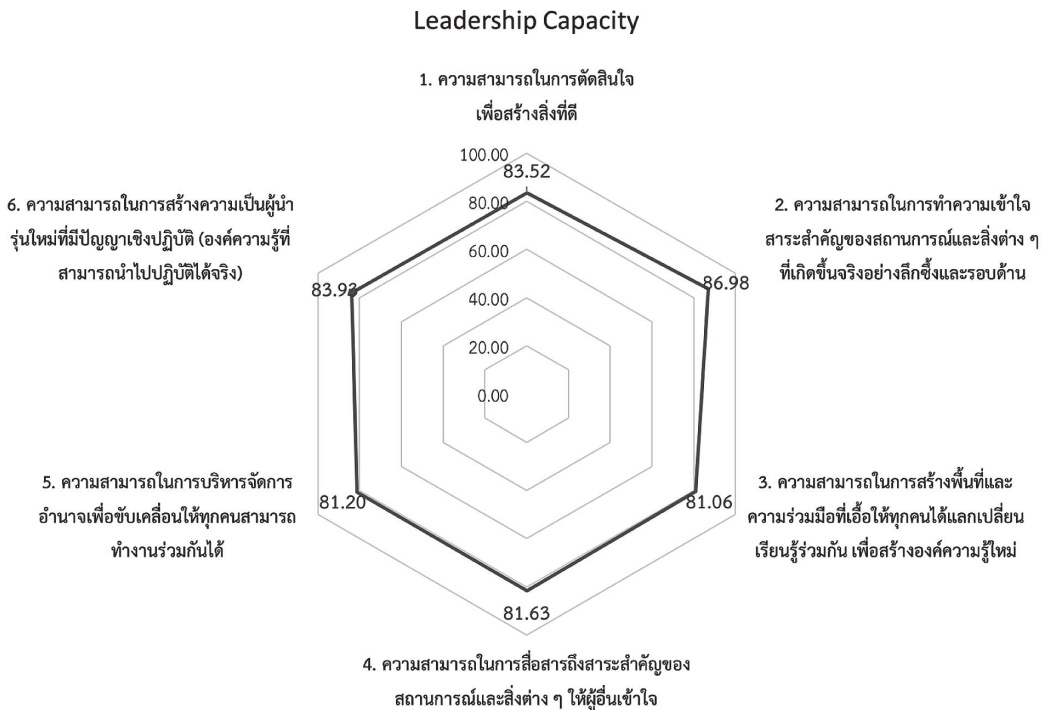 Leadership Capacity
1. ความสามารถในการตัดสินใจ
เพื่อสร้างสิ่งที่ดี
100.00
83.52
80.00
60.00
40.00
20.00
0.00
2. ความสามารถในการทำความเข้าใจ
สาระสำคัญของสถานการณ์และสิ่งต่าง ๆ
ที่เกิดขึ้นจริงอย่างลึกซึ้งและรอบด้าน
86.98
3. ความสามารถในการสร้างพื้นที่และ
ความร่วมมือที่เอื้อให้ทุกคนได้แลกเปลี่ยน
เรียนรู้ร่วมกัน เพื่อสร้างองค์ความรู้ใหม่
81.06
81.63
4. ความสามารถในการสื่อสารถึงสาระสำคัญของ
สถานการณ์และสิ่งต่าง ๆ ให้ผู้อื่นเข้าใจ
5. ความสามารถในการบริหารจัดการ
อำนาจเพื่อขับเคลื่อนให้ทุกคนสามารถ
ทำงานร่วมกันได้
81.20
6. ความสามารถในการสร้างความเป็นผู้นำ
รุ่นใหม่ที่มีปัญญาเชิงปฏิบัติ (องค์ความรู้ที่
สามารถนำไปปฏิบัติได้จริง)